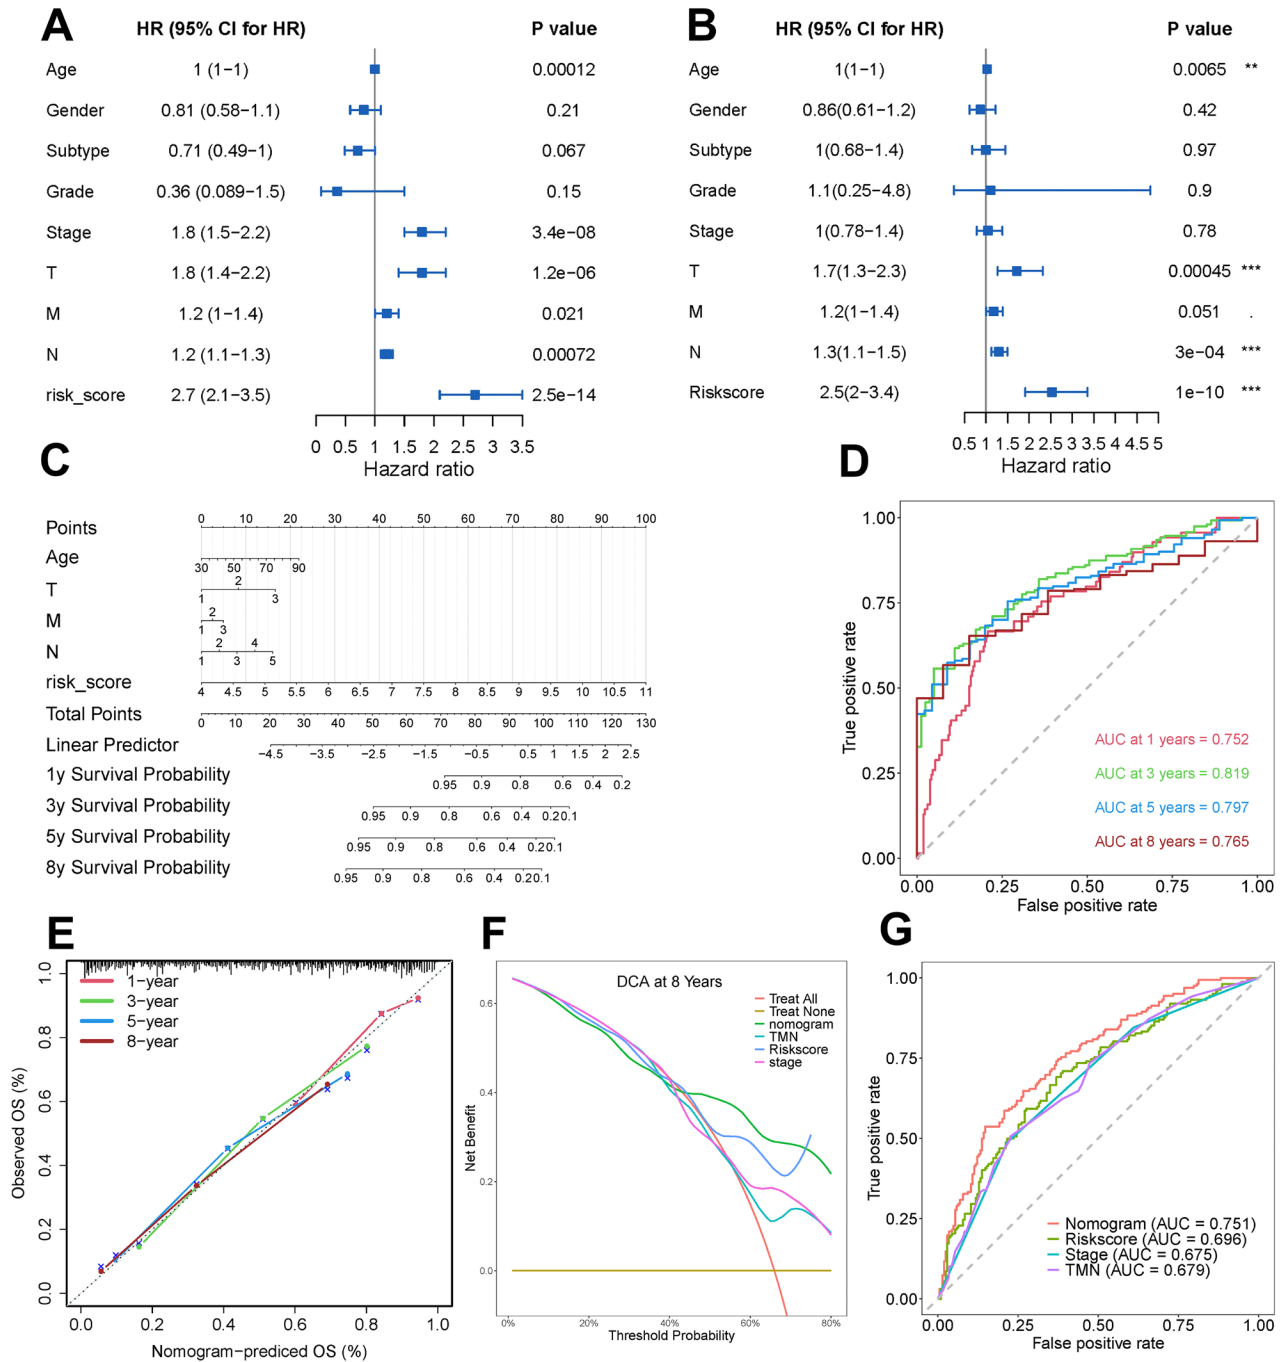 A
HR (95% CI for HR) P value
Age 1 (1−1) 0.00012
Gender 0.81 (0.58−1.1) 0.21
Subtype 0.71 (0.49−1) 0.067
Grade 0.36 (0.089−1.5) 0.15
Stage 1.8 (1.5−2.2) 3.4e−08
T 1.8 (1.4−2.2) 1.2e−06
M 1.2 (1−1.4) 0.021
N 1.2 (1.1−1.3) 0.00072
risk_score 2.7 (2.1−3.5) 2.5e−14
0 0.5 1 1.5 2 2.5 3 3.5
Hazard ratio
B
HR (95% CI for HR) P value
Age 1(1−1) 0.0065 **
Gender 0.86(0.61−1.2) 0.42
Subtype 1(0.68−1.4) 0.97
Grade 1.1(0.25−4.8) 0.9
Stage 1(0.78−1.4) 0.78
T 1.7(1.3−2.3) 0.00045 ***
M 1.2(1−1.4) 0.051 .
N 1.3(1.1−1.5) 3e−04 ***
Riskscore 2.5(2−3.4) 1e−10 ***
0.5 1 1.5 2 2.5 3 3.5 4 4.5 5
Hazard ratio
C
Points 0 10 20 30 40 50 60 70 80 90 100
Age 30 50 70 90
T 1 2 3
M 1 2 3
N 1 2 3 4 5
risk_score 4 4.5 5 5.5 6 6.5 7 7.5 8 8.5 9 9.5 10 10.5 11
Total Points 0 10 20 30 40 50 60 70 80 90 100 110 120 130
Linear Predictor −4.5 −3.5 −2.5 −1.5 −0.5 0.5 1 1.5 2 2.5
1y Survival Probability 0.95 0.9 0.8 0.6 0.4 0.2
3y Survival Probability 0.95 0.9 0.8 0.6 0.4 0.20.1
5y Survival Probability 0.95 0.9 0.8 0.6 0.4 0.20.1
8y Survival Probability 0.95 0.9 0.8 0.6 0.4 0.20.1
D
True positive rate
1.00
0.75
0.50
0.25
0.00
AUC at 1 years = 0.752
AUC at 3 years = 0.819
AUC at 5 years = 0.797
AUC at 8 years = 0.765
0.00 0.25 0.50 0.75 1.00
False positive rate
E
Observed OS (%)
1.0
0.8
0.6
0.4
0.2
0.0
1−year
3−year
5−year
8−year
0.0 0.2 0.4 0.6 0.8 1.0
Nomogram−prediced OS (%)
F
DCA at 8 Years
Net Benefit
0.6
0.4
0.2
0.0
Treat All
Treat None
nomogram
TMN
Riskscore
stage
0% 20% 40% 60% 80%
Threshold Probability
G
True positive rate
1.00
0.75
0.50
0.25
0.00
Nomogram (AUC = 0.751)
Riskscore (AUC = 0.696)
Stage (AUC = 0.675)
TMN (AUC = 0.679)
0.00 0.25 0.50 0.75 1.00
False positive rate